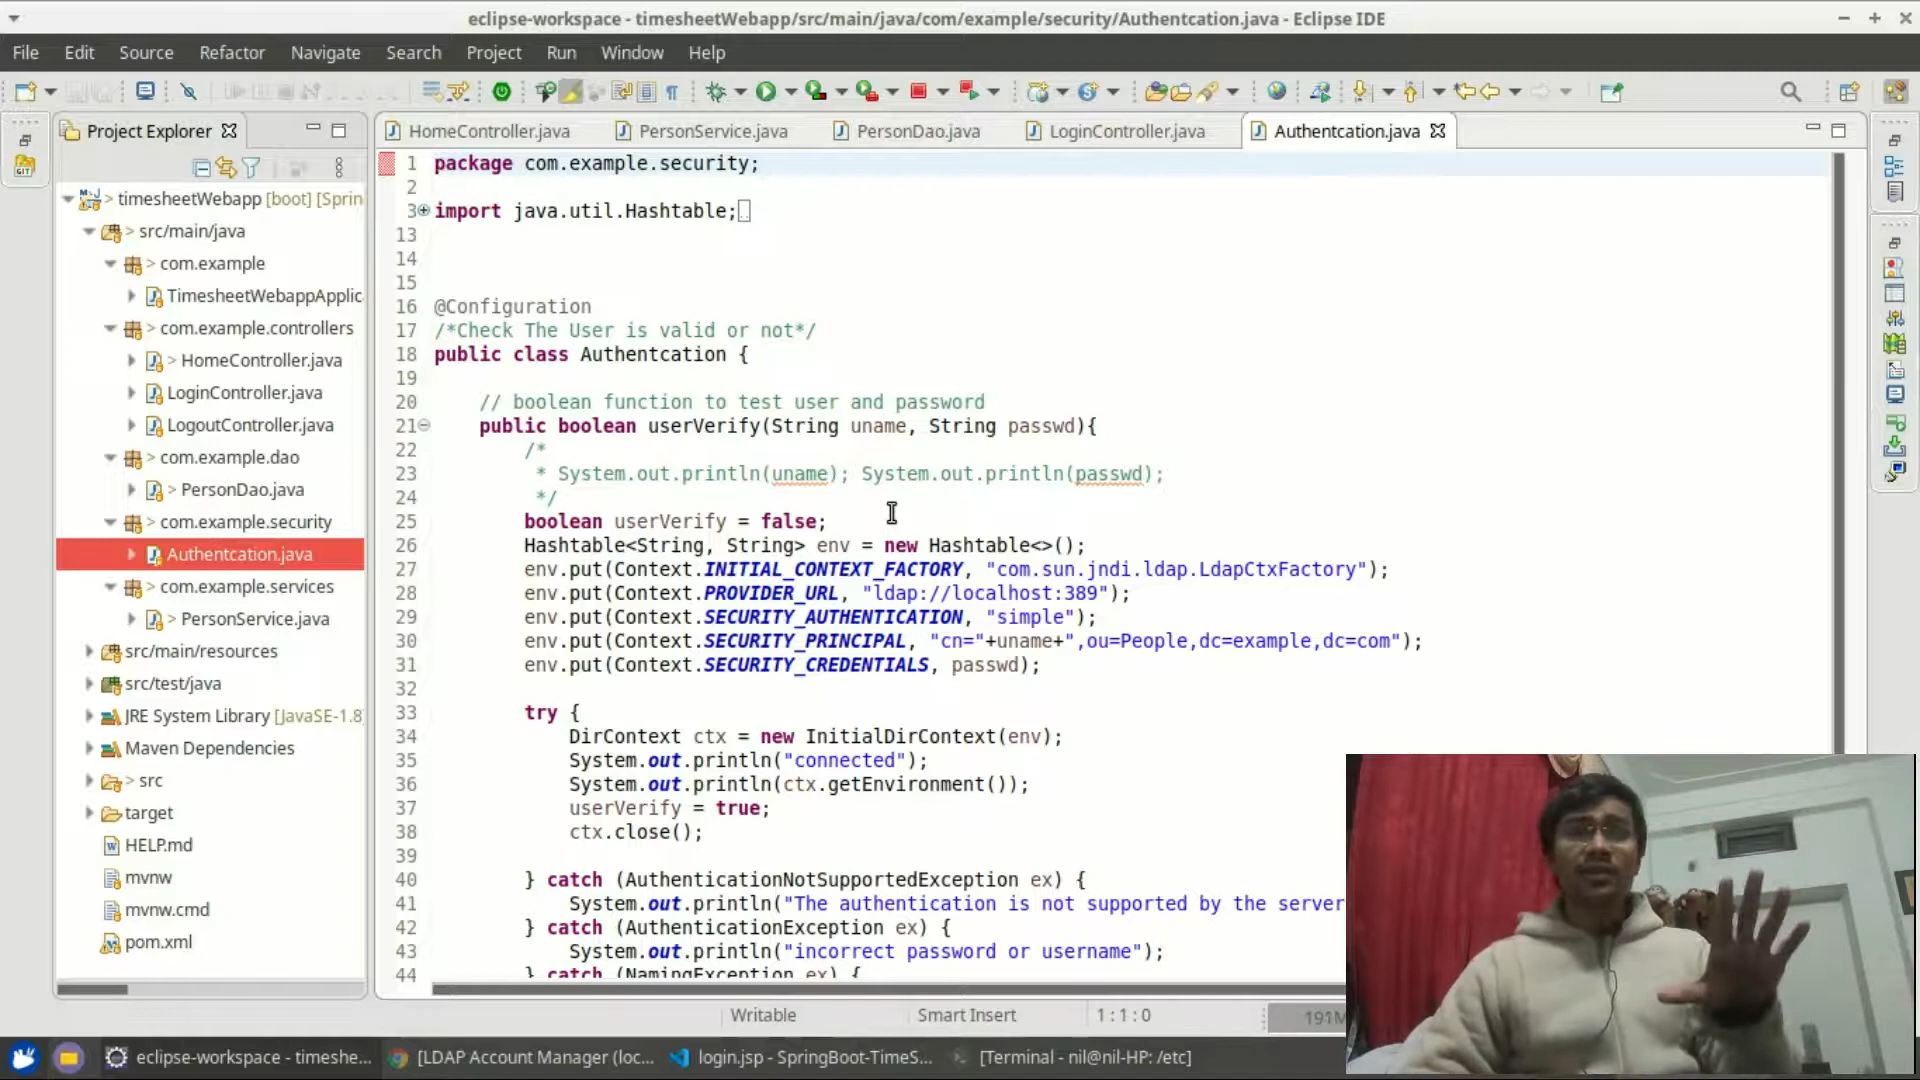 eclipse-workspace - timesheetWebapp/src/main/java/com/example/security/Authentcation.java - Eclipse IDE
File Edit Source Refactor Navigate Search Project Run Window Help
Project Explorer
HomeController.java PersonService.java PersonDao.java LoginController.java Authentcation.java
> timesheetWebapp [boot] [Sprin
> src/main/java
> com.example
TimesheetWebappApplic
> com.example.controllers
> HomeController.java
LoginController.java
LogoutController.java
> com.example.dao
> PersonDao.java
> com.example.security
Authentcation.java
> com.example.services
> PersonService.java
src/main/resources
src/test/java
JRE System Library [JavaSE-1.8]
Maven Dependencies
> src
target
HELP.md
mvnw
mvnw.cmd
pom.xml
1 package com.example.security;
2
3 import java.util.Hashtable;
13
14
15
16 @Configuration
17 /*Check The User is valid or not*/
18 public class Authentcation {
19
20 // boolean function to test user and password
21 public boolean userVerify(String uname, String passwd){
22 /*
23 * System.out.println(uname); System.out.println(passwd);
24 */
25 boolean userVerify = false;
26 Hashtable<String, String> env = new Hashtable<>();
27 env.put(Context.INITIAL_CONTEXT_FACTORY, "com.sun.jndi.ldap.LdapCtxFactory");
28 env.put(Context.PROVIDER_URL, "ldap://localhost:389");
29 env.put(Context.SECURITY_AUTHENTICATION, "simple");
30 env.put(Context.SECURITY_PRINCIPAL, "cn="+uname+",ou=People,dc=example,dc=com");
31 env.put(Context.SECURITY_CREDENTIALS, passwd);
32
33 try {
34 DirContext ctx = new InitialDirContext(env);
35 System.out.println("connected");
36 System.out.println(ctx.getEnvironment());
37 userVerify = true;
38 ctx.close();
39
40 } catch (AuthenticationNotSupportedException ex) {
41 System.out.println("The authentication is not supported by the server
42 } catch (AuthenticationException ex) {
43 System.out.println("incorrect password or username");
44 } catch (NamingException ex) {
Writable Smart Insert 1 : 1 : 0 191M
eclipse-workspace - timeshe... [LDAP Account Manager (loc... login.jsp - SpringBoot-TimeS... [Terminal - nil@nil-HP: /etc]